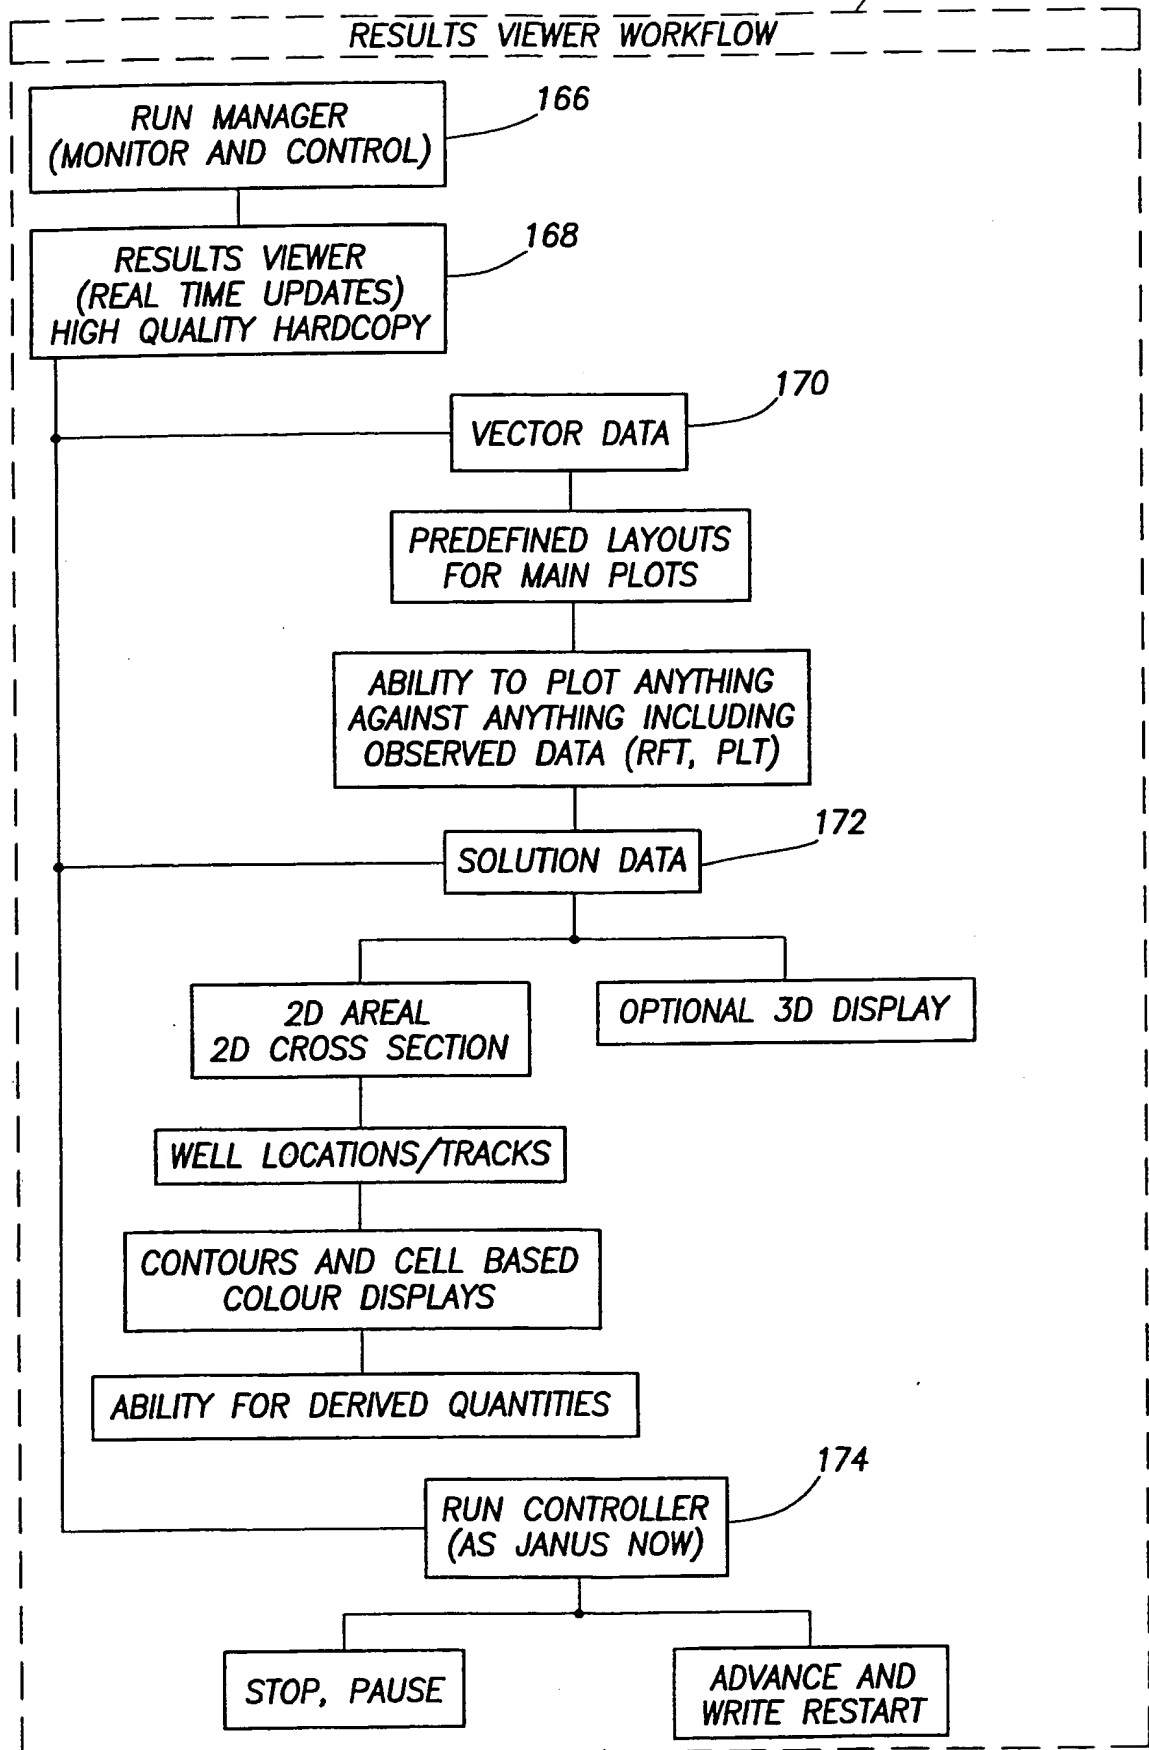 RESULTS VIEWER WORKFLOW
166
RUN MANAGER
(MONITOR AND CONTROL)
168
RESULTS VIEWER
(REAL TIME UPDATES)
HIGH QUALITY HARDCOPY
170
VECTOR DATA
PREDEFINED LAYOUTS
FOR MAIN PLOTS
ABILITY TO PLOT ANYTHING
AGAINST ANYTHING INCLUDING
OBSERVED DATA (RFT, PLT)
172
SOLUTION DATA
2D AREAL
2D CROSS SECTION
OPTIONAL 3D DISPLAY
WELL LOCATIONS/TRACKS
CONTOURS AND CELL BASED
COLOUR DISPLAYS
ABILITY FOR DERIVED QUANTITIES
174
RUN CONTROLLER
(AS JANUS NOW)
STOP, PAUSE
ADVANCE AND
WRITE RESTART